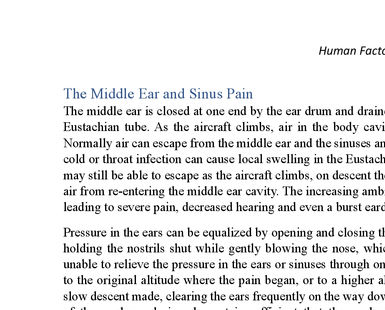 Human Facto
The Middle Ear and Sinus Pain
The middle ear is closed at one end by the ear drum and drain
Eustachian tube. As the aircraft climbs, air in the body cavi
Normally air can escape from the middle ear and the sinuses an
cold or throat infection can cause local swelling in the Eustach
may still be able to escape as the aircraft climbs, on descent th
air from re-entering the middle ear cavity. The increasing amb
leading to severe pain, decreased hearing and even a burst eard
Pressure in the ears can be equalized by opening and closing th
holding the nostrils shut while gently blowing the nose, whic
unable to relieve the pressure in the ears or sinuses through on
to the original altitude where the pain began, or to a higher al
slow descent made, clearing the ears frequently on the way dow